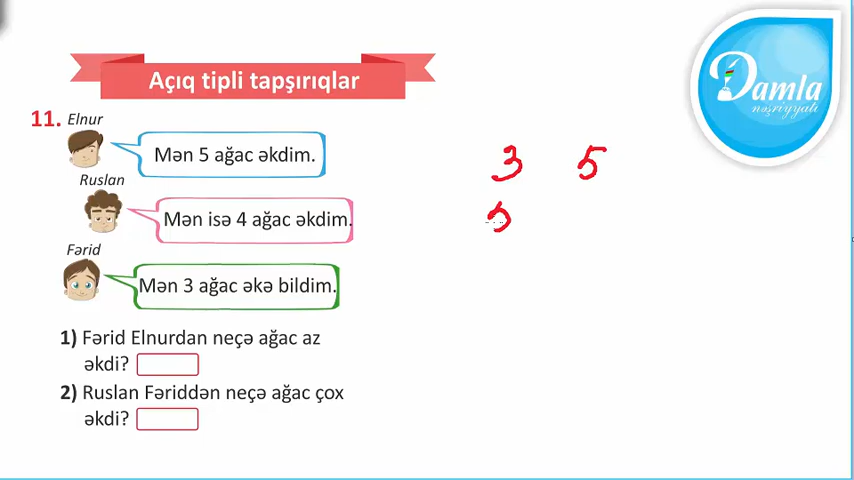 Damla
nəşriyyatı
Açıq tipli tapşırıqlar
11. Elnur
Mən 5 ağac əkdim.
Ruslan
Mən isə 4 ağac əkdim.
Fərid
Mən 3 ağac əkə bildim.
1) Fərid Elnurdan neçə ağac az
əkdi?
2) Ruslan Fəriddən neçə ağac çox
əkdi?
3 5